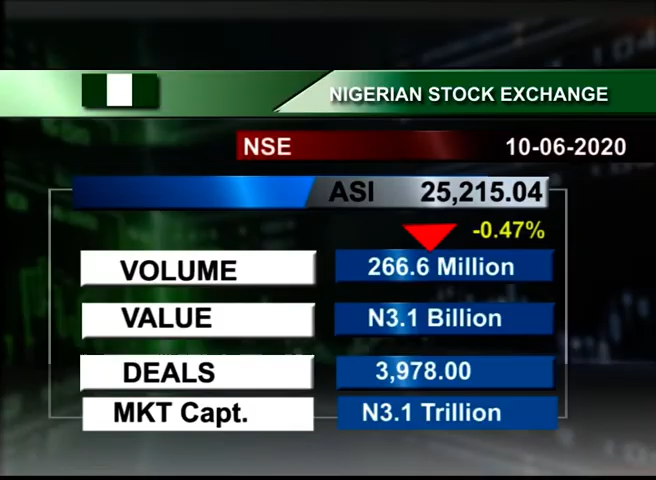 NIGERIAN STOCK EXCHANGE
NSE 10-06-2020
ASI 25,215.04
-0.47%
VOLUME 266.6 Million
VALUE N3.1 Billion
DEALS 3,978.00
MKT Capt. N3.1 Trillion